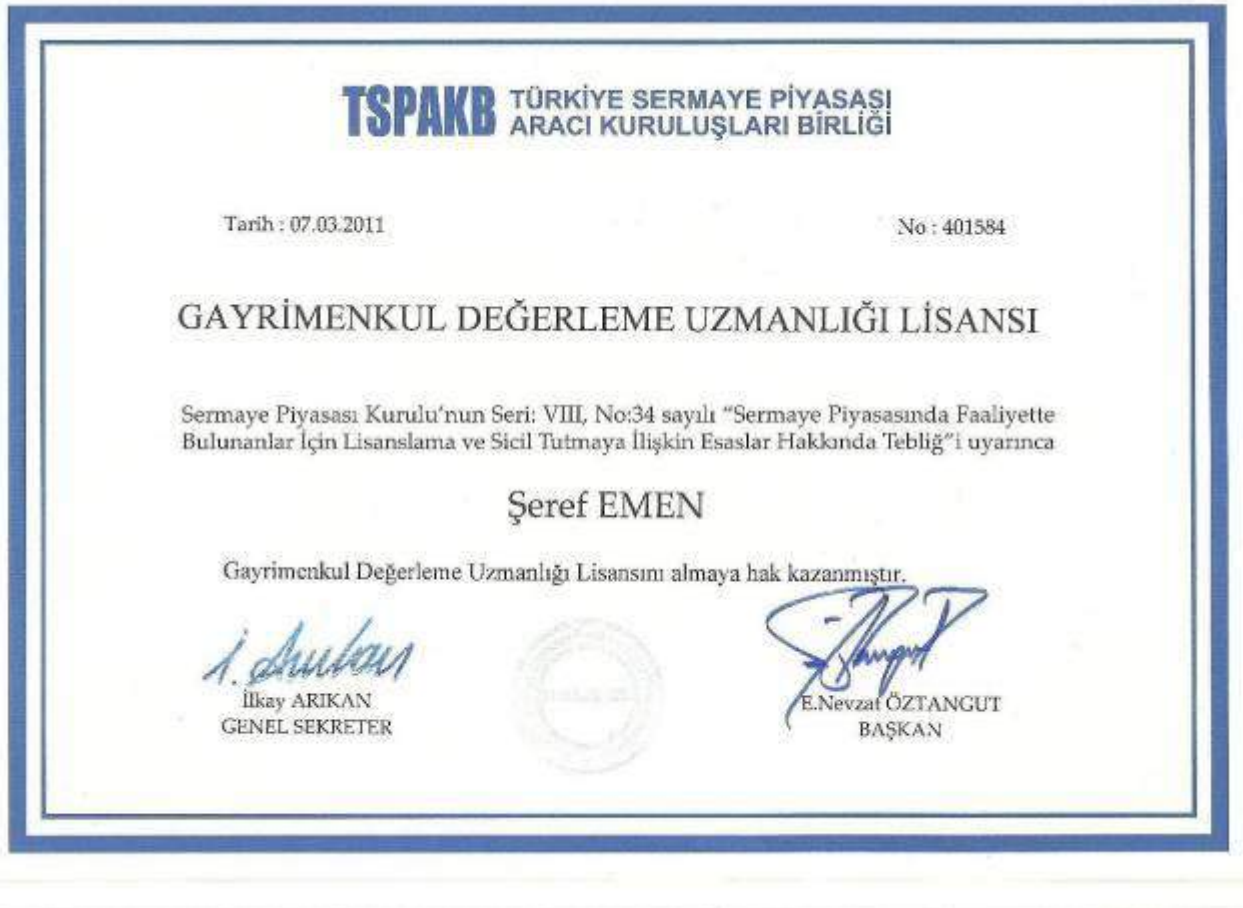 TSPAKB TÜRKİYE SERMAYE PİYASASI
ARACI KURULUŞLARI BİRLİĞİ
Tarih : 07.03.2011
No : 401584
GAYRİMENKUL DEĞERLEME UZMANLIĞI LİSANSI
Sermaye Piyasası Kurulu'nun Seri: VIII, No:34 sayılı "Sermaye Piyasasında Faaliyette
Bulunanlar İçin Lisanslama ve Sicil Tutmaya İlişkin Esaslar Hakkında Tebliğ"i uyarınca
Şeref EMEN
Gayrimenkul Değerleme Uzmanlığı Lisansını almaya hak kazanmıştır.
İlkay ARIKAN
GENEL SEKRETER
E.Nevzat ÖZTANGUT
BAŞKAN